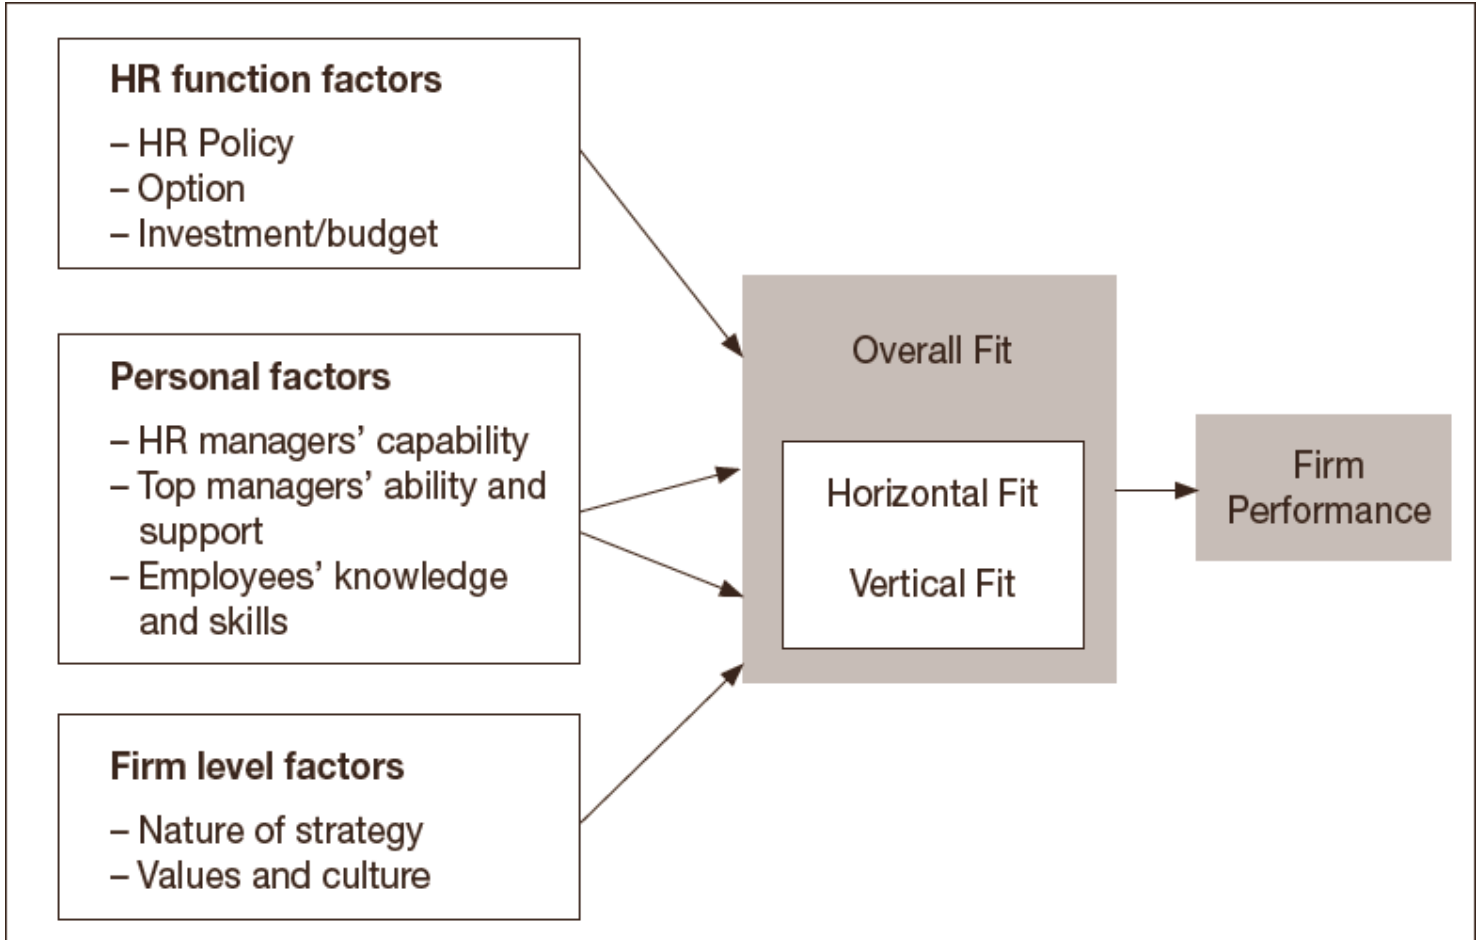 HR function factors
– HR Policy
– Option
– Investment/budget
Personal factors
– HR managers’ capability
– Top managers’ ability and
support
– Employees’ knowledge
and skills
Firm level factors
– Nature of strategy
– Values and culture
Overall Fit
Horizontal Fit
Vertical Fit
Firm
Performance